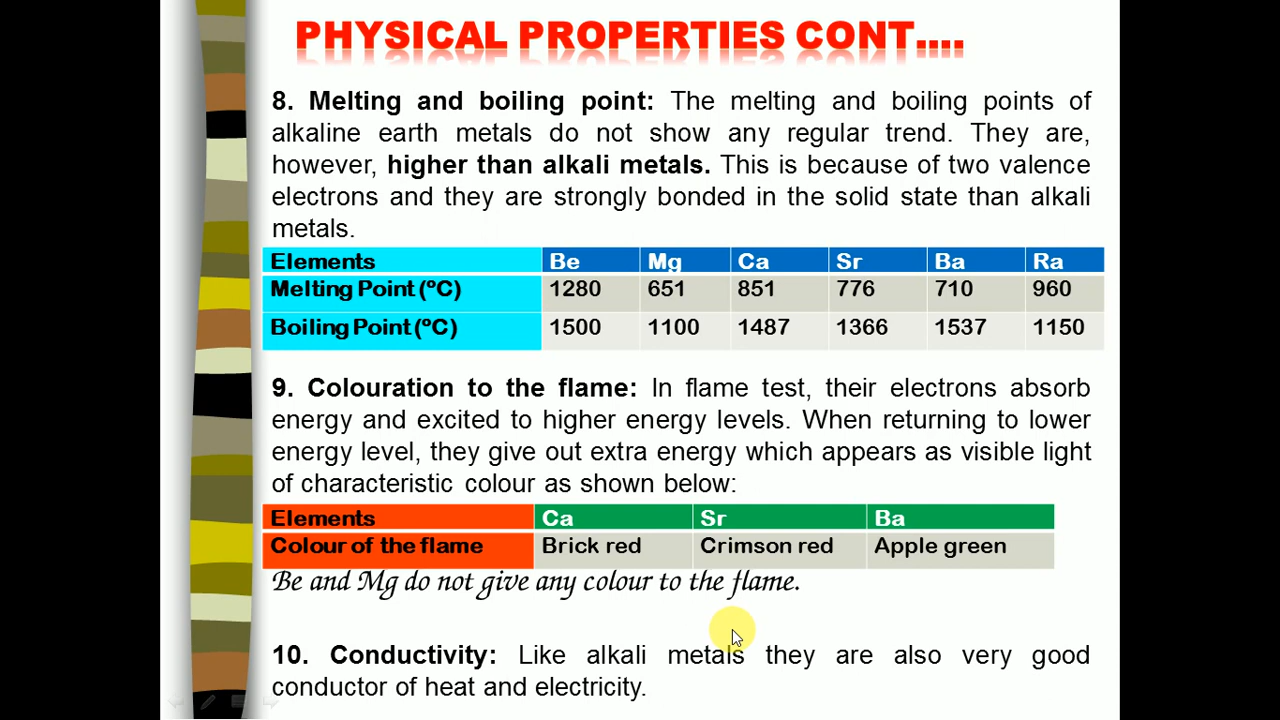 PHYSICAL PROPERTIES CONT....
8. Melting and boiling point: The melting and boiling points of
alkaline earth metals do not show any regular trend. They are,
however, higher than alkali metals. This is because of two valence
electrons and they are strongly bonded in the solid state than alkali
metals.
Elements Be Mg Ca Sr Ba Ra
Melting Point (ºC) 1280 651 851 776 710 960
Boiling Point (ºC) 1500 1100 1487 1366 1537 1150
9. Colouration to the flame: In flame test, their electrons absorb
energy and excited to higher energy levels. When returning to lower
energy level, they give out extra energy which appears as visible light
of characteristic colour as shown below:
Elements Ca Sr Ba
Colour of the flame Brick red Crimson red Apple green
Be and Mg do not give any colour to the flame.
10. Conductivity: Like alkali metals they are also very good
conductor of heat and electricity.